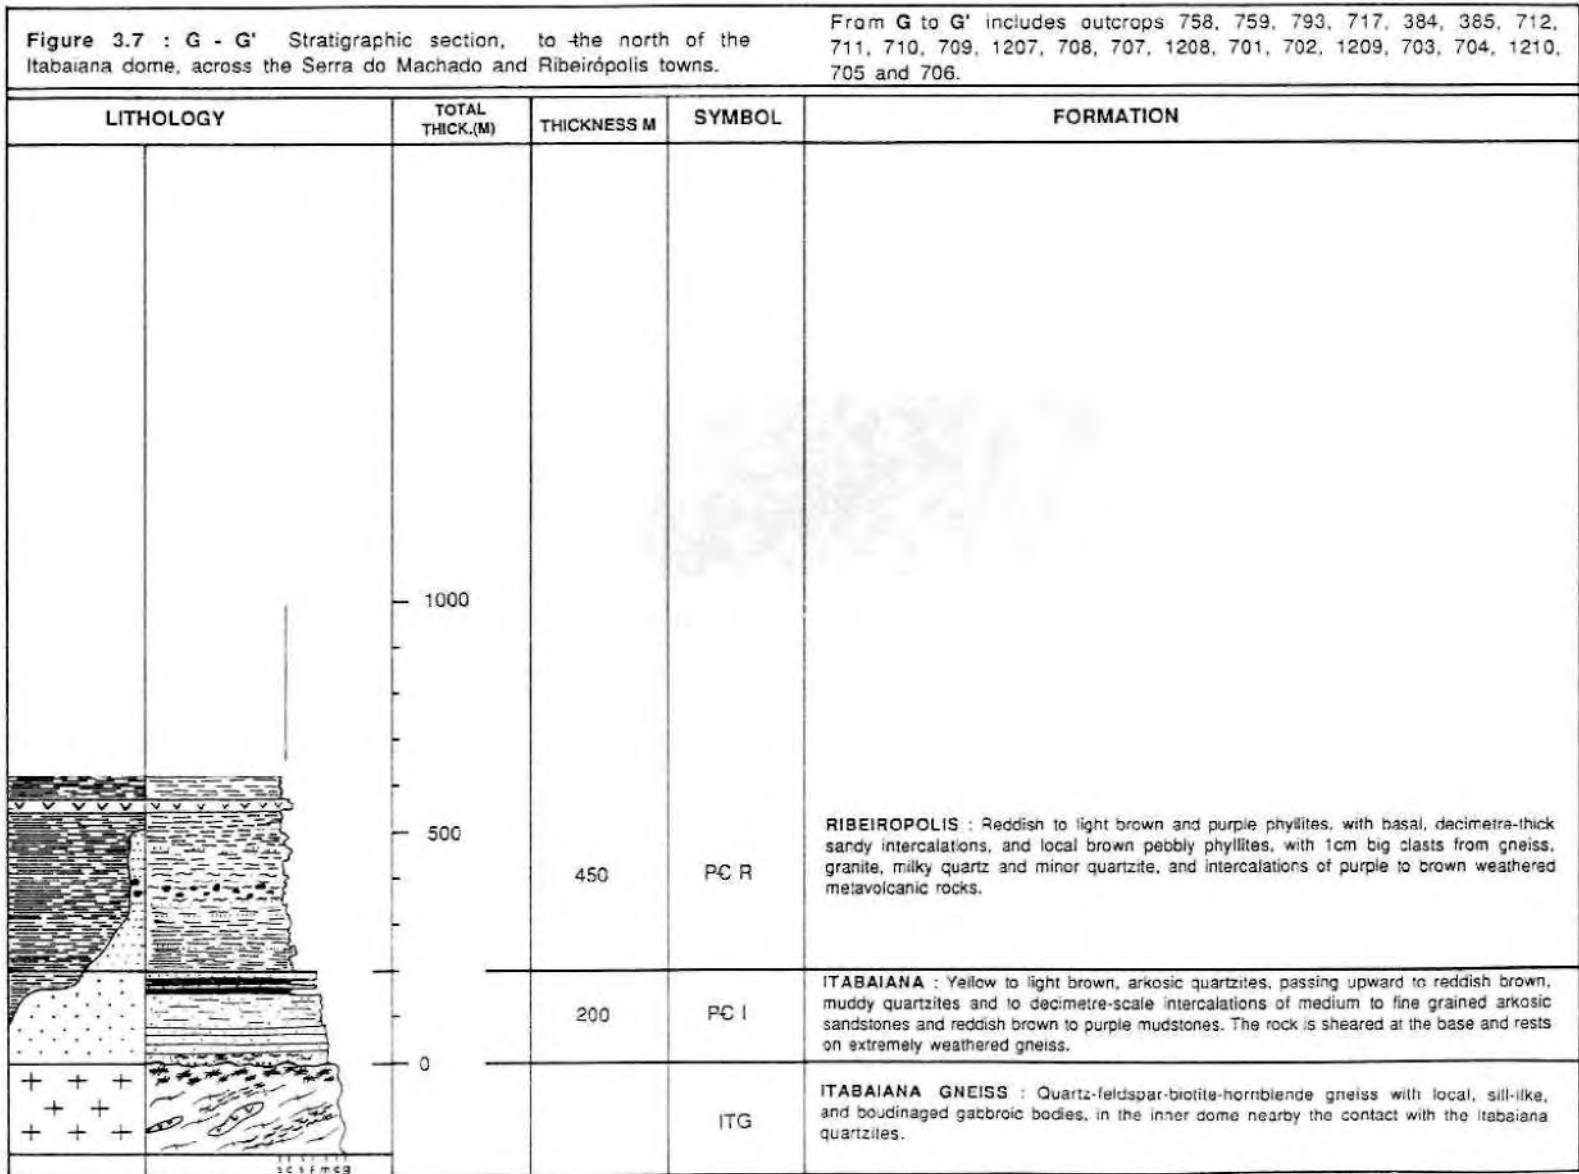 Figure 3.7 : G - G' Stratigraphic section, to the north of the
Itabaiana dome, across the Serra do Machado and Ribeirópolis towns.
From G to G' includes outcrops 758, 759, 793, 717, 384, 385, 712,
711, 710, 709, 1207, 708, 707, 1208, 701, 702, 1209, 703, 704, 1210,
705 and 706.
LITHOLOGY
TOTAL
THICK.(M)
THICKNESS M
SYMBOL
FORMATION
1000
500
450
PЄ R
RIBEIROPOLIS : Reddish to light brown and purple phyllites, with basal, decimetre-thick
sandy intercalations, and local brown pebbly phyllites, with 1cm big clasts from gneiss,
granite, milky quartz and minor quartzite, and intercalations of purple to brown weathered
metavolcanic rocks.
200
PЄ I
ITABAIANA : Yellow to light brown, arkosic quartzites, passing upward to reddish brown,
muddy quartzites and to decimetre-scale intercalations of medium to fine grained arkosic
sandstones and reddish brown to purple mudstones. The rock is sheared at the base and rests
on extremely weathered gneiss.
0
ITG
ITABAIANA GNEISS : Quartz-feldspar-biotite-hornblende gneiss with local, sill-like,
and boudinaged gabbroic bodies, in the inner dome nearby the contact with the Itabaiana
quartzites.